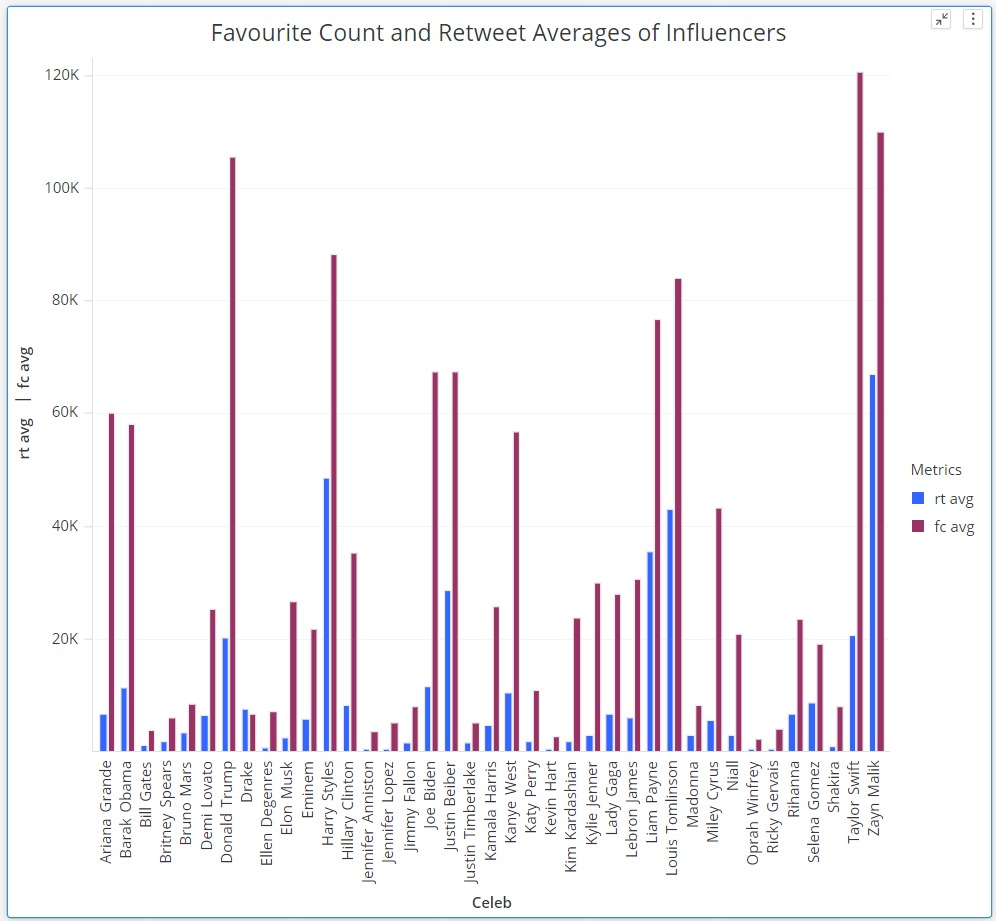 Favourite Count and Retweet Averages of Influencers
120K
100K
80K
60K
40K
20K
rt avg | fc avg
Ariana Grande
Barak Obama
Bill Gates
Britney Spears
Bruno Mars
Demi Lovato
Donald Trump
Drake
Ellen Degenres
Elon Musk
Eminem
Harry Styles
Hillary Clinton
Jennifer Anniston
Jennifer Lopez
Jimmy Fallon
Joe Biden
Justin Beiber
Justin Timberlake
Kamala Harris
Kanye West
Katy Perry
Kevin Hart
Kim Kardashian
Kylie Jenner
Lady Gaga
Lebron James
Liam Payne
Louis Tomlinson
Madonna
Miley Cyrus
Niall
Oprah Winfrey
Ricky Gervais
Rihanna
Selena Gomez
Shakira
Taylor Swift
Zayn Malik
Celeb
Metrics
rt avg
fc avg